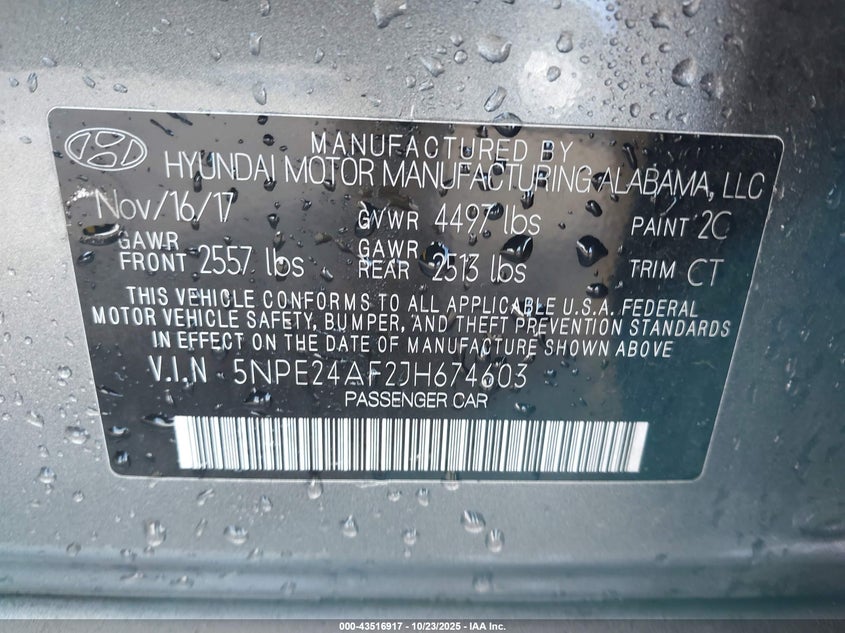 MANUFACTURED BY
HYUNDAI MOTOR MANUFACTURING ALABAMA, LLC
Nov/16/17 GVWR 4497 lbs PAINT 2C
GAWR FRONT 2557 lbs GAWR REAR 2513 lbs TRIM CT
THIS VEHICLE CONFORMS TO ALL APPLICABLE U.S.A. FEDERAL
MOTOR VEHICLE SAFETY, BUMPER, AND THEFT PREVENTION STANDARDS
IN EFFECT ON THE DATE OF MANUFACTURE SHOWN ABOVE.
V.I.N 5NPE24AF2JH674603
PASSENGER CAR
000-43516917 - 10/23/2025 - IAA Inc.